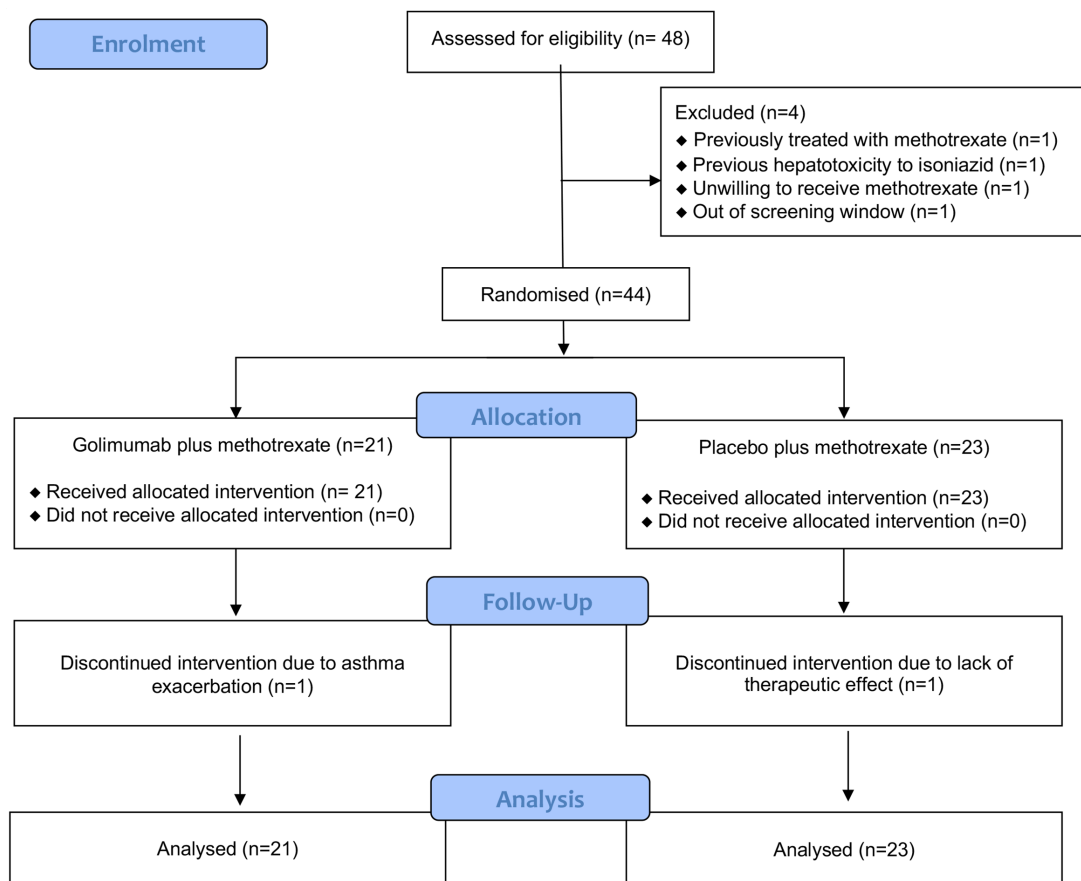 Enrolment
Assessed for eligibility (n= 48)
Excluded (n=4)
◆ Previously treated with methotrexate (n=1)
◆ Previous hepatotoxicity to isoniazid (n=1)
◆ Unwilling to receive methotrexate (n=1)
◆ Out of screening window (n=1)
Randomised (n=44)
Allocation
Golimumab plus methotrexate (n=21)
◆ Received allocated intervention (n= 21)
◆ Did not receive allocated intervention (n=0)
Placebo plus methotrexate (n=23)
◆ Received allocated intervention (n=23)
◆ Did not receive allocated intervention (n=0)
Follow-Up
Discontinued intervention due to asthma
exacerbation (n=1)
Discontinued intervention due to lack of
therapeutic effect (n=1)
Analysis
Analysed (n=21)
Analysed (n=23)